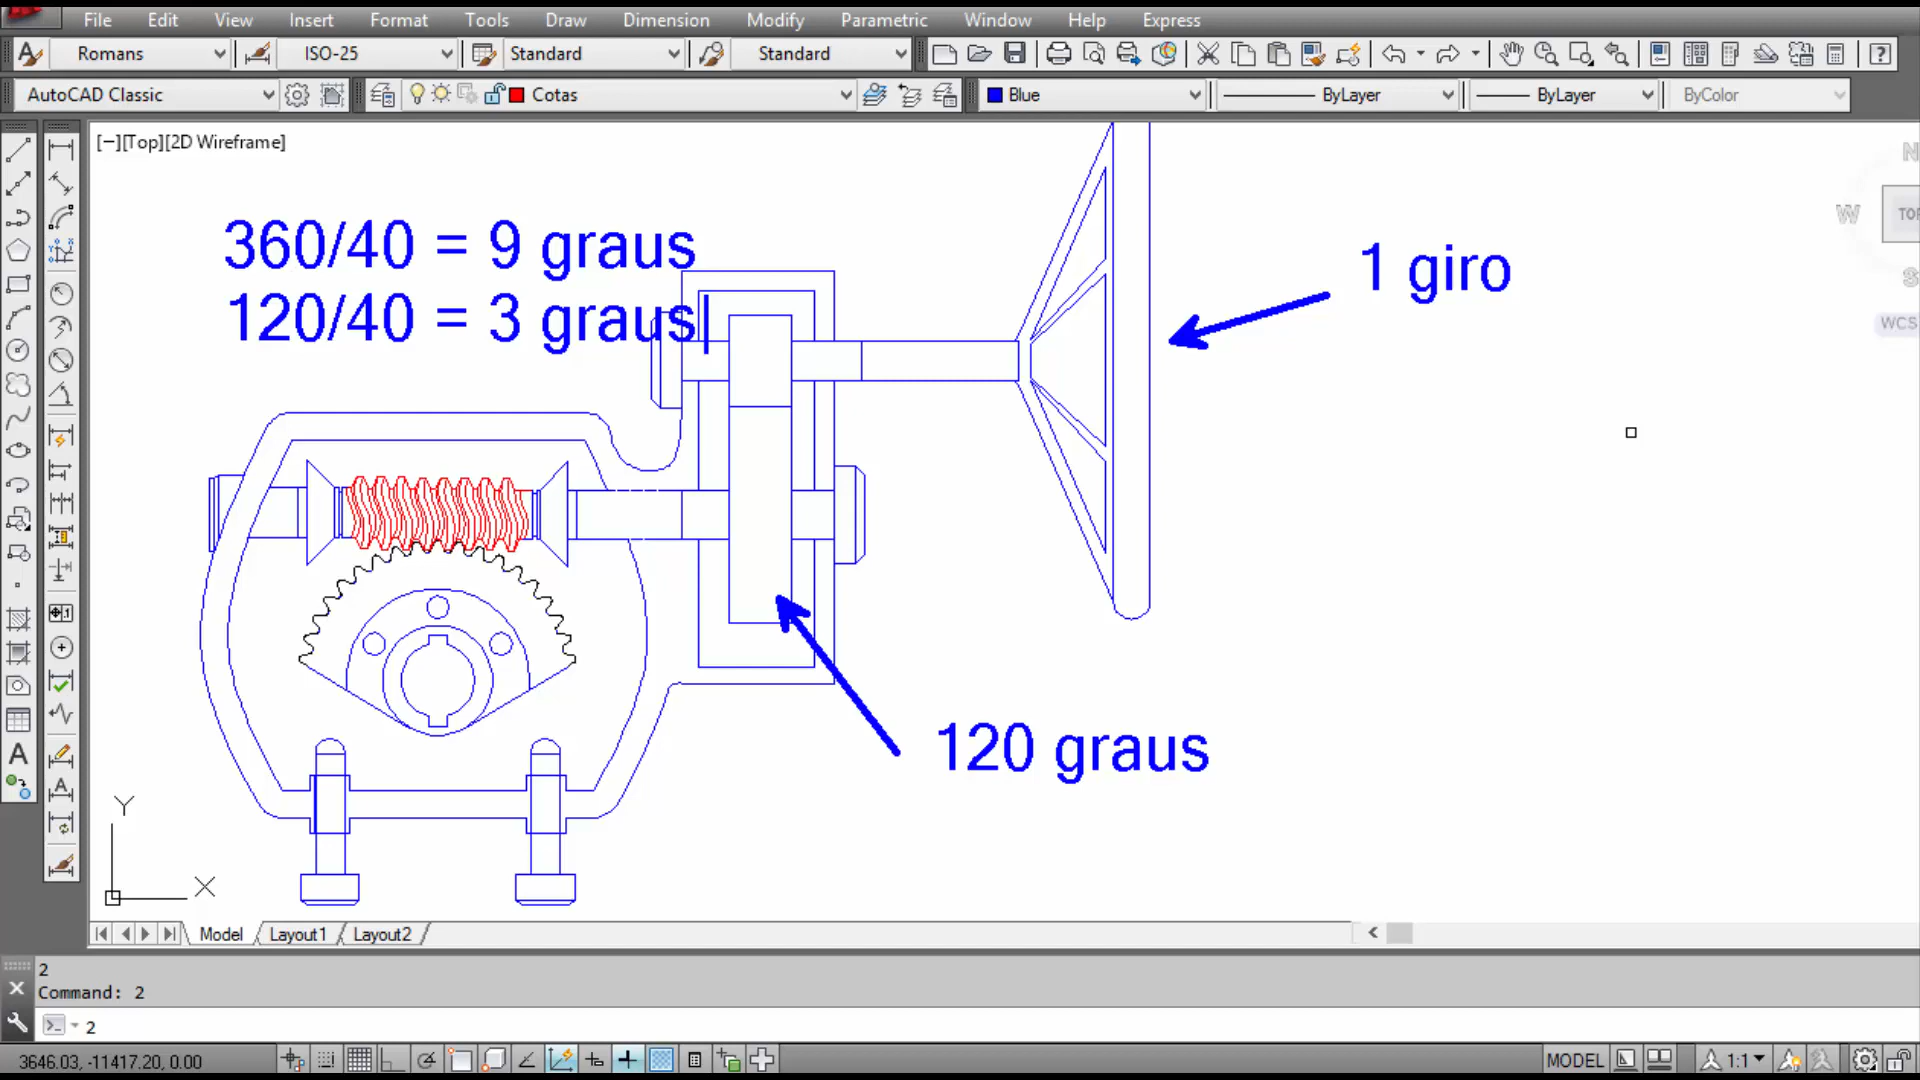 File Edit View Insert Format Tools Draw Dimension Modify Parametric Window Help Express
Romans ISO-25 Standard Standard
AutoCAD Classic Cotas Blue ByLayer ByLayer ByColor
[−][Top][2D Wireframe]
N
W TOP
S
WCS
360/40 = 9 graus
120/40 = 3 graus
1 giro
120 graus
Y
X
Model Layout1 Layout2
2
Command: 2
2
3646.03, -11417.20, 0.00 MODEL 1:1